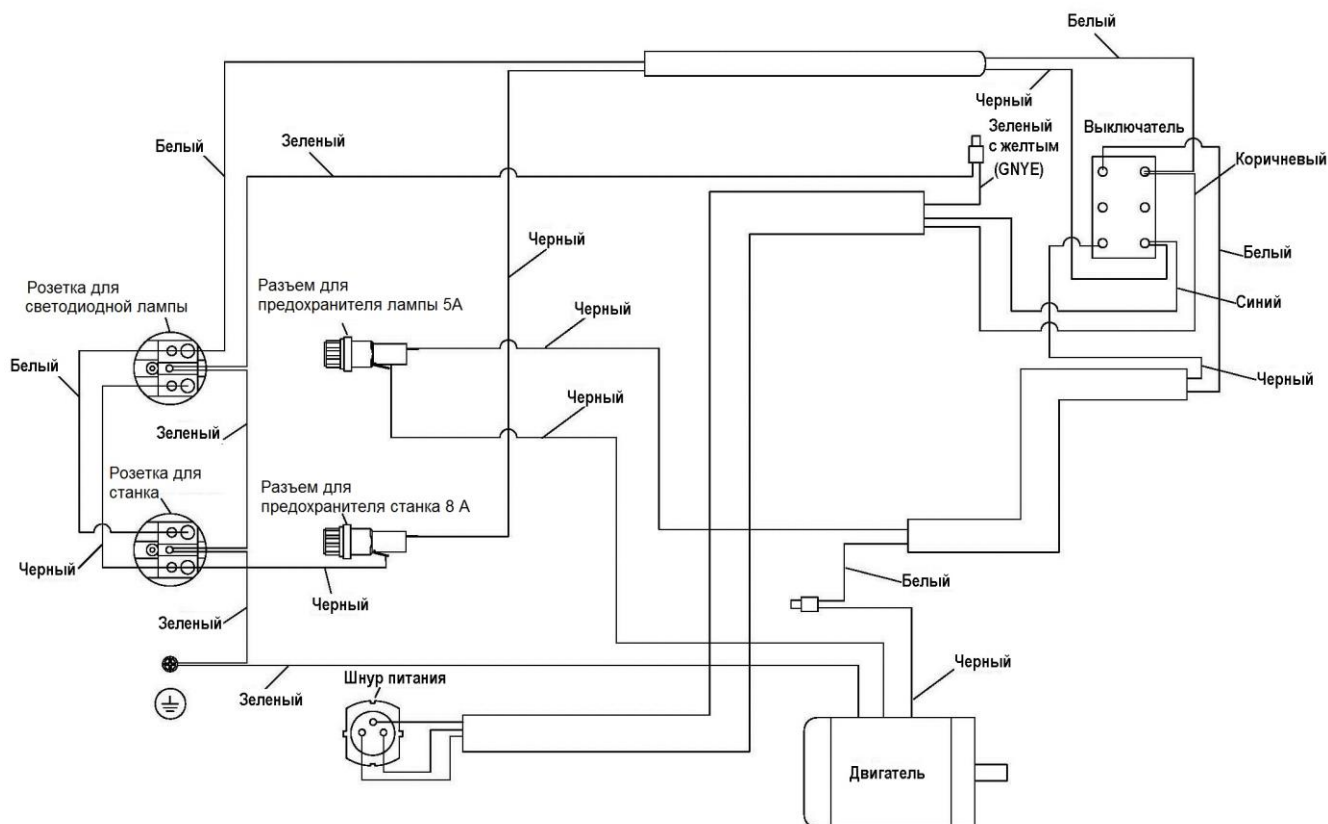 Белый
Черный
Зеленый
с желтым
(GNYE)
Выключатель
Белый
Зеленый
Коричневый
Черный
Белый
Розетка для
светодиодной лампы
Разъем для
предохранителя лампы 5А
Синий
Черный
Белый
Черный
Черный
Зеленый
Розетка для
станка
Разъем для
предохранителя станка 8 А
Черный
Черный
Белый
Зеленый
Черный
Зеленый
Шнур питания
Двигатель